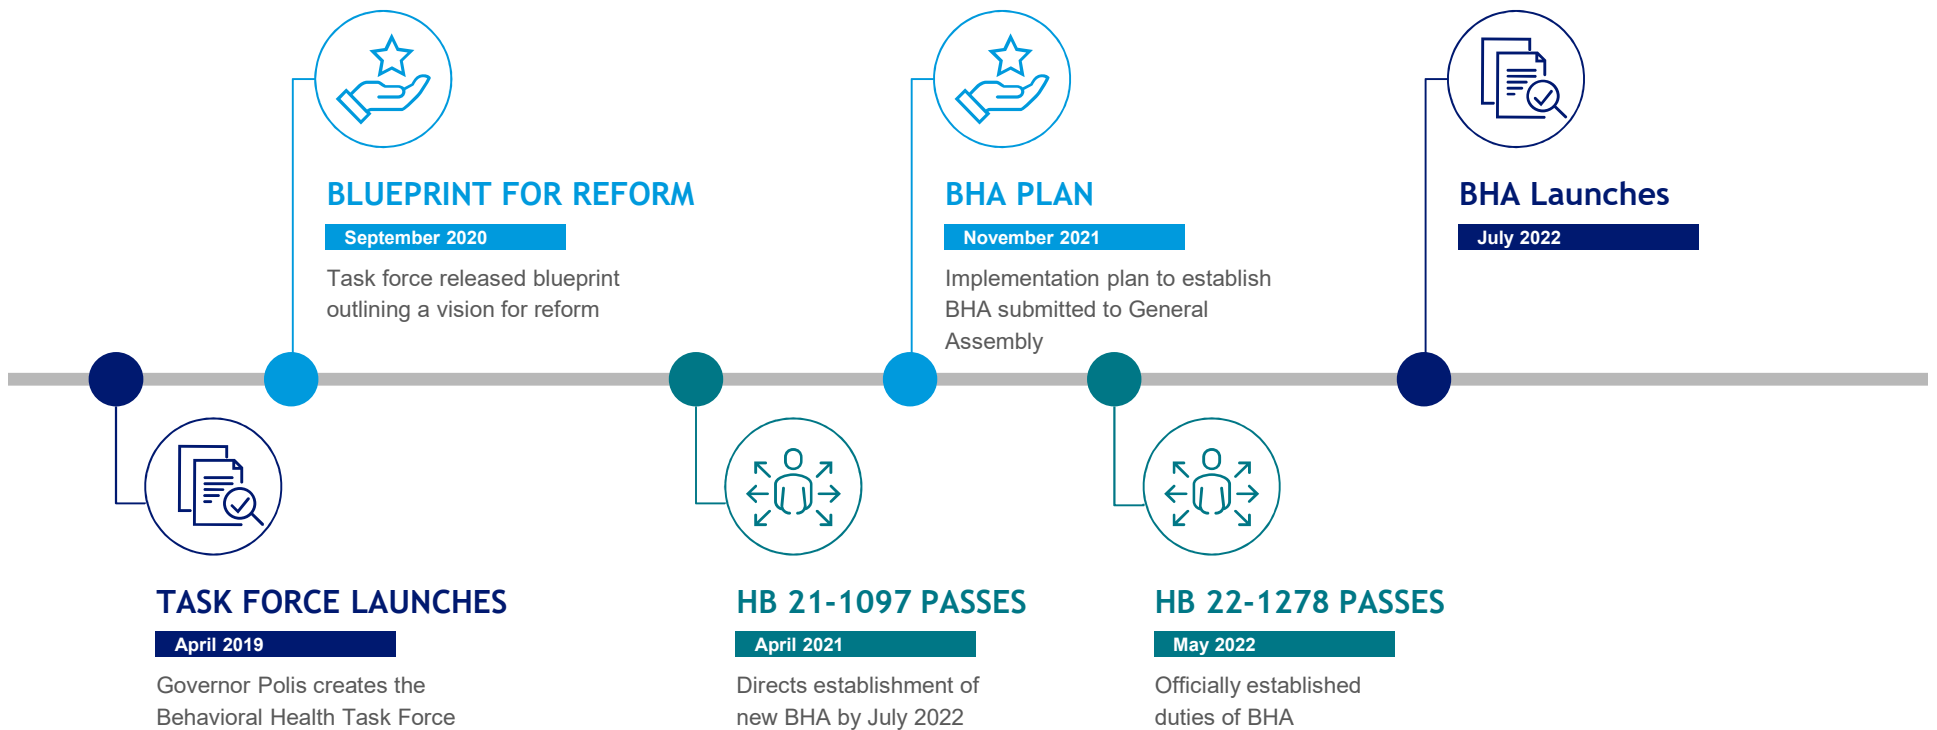 BLUEPRINT FOR REFORM
September 2020
Task force released blueprint
outlining a vision for reform
BHA PLAN
November 2021
Implementation plan to establish
BHA submitted to General
Assembly
BHA Launches
July 2022
TASK FORCE LAUNCHES
April 2019
Governor Polis creates the
Behavioral Health Task Force
HB 21-1097 PASSES
April 2021
Directs establishment of
new BHA by July 2022
HB 22-1278 PASSES
May 2022
Officially established
duties of BHA